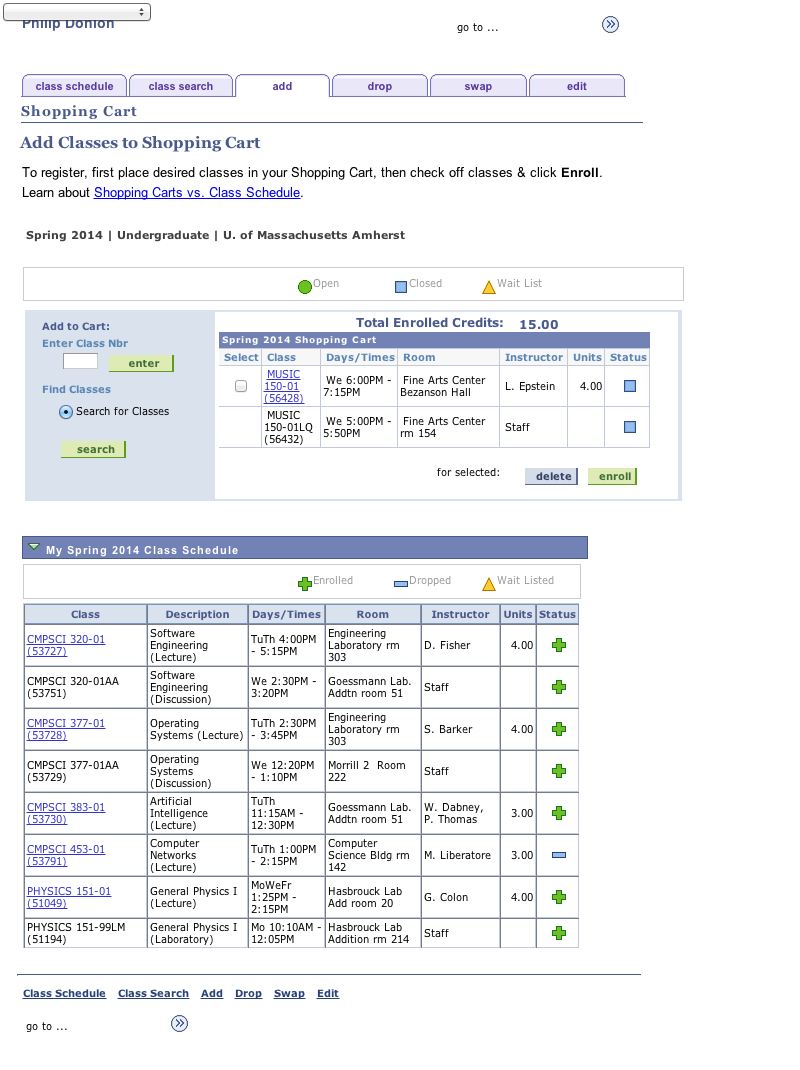 Philip Donlon
go to ...
class schedule class search add drop swap edit
Shopping Cart
Add Classes to Shopping Cart
To register, first place desired classes in your Shopping Cart, then check off classes & click Enroll.
Learn about Shopping Carts vs. Class Schedule.
Spring 2014 | Undergraduate | U. of Massachusetts Amherst
Open Closed Wait List
Add to Cart:
Enter Class Nbr
enter
Find Classes
Search for Classes
search
Total Enrolled Credits: 15.00
Spring 2014 Shopping Cart
Select Class Days/Times Room Instructor Units Status
MUSIC
150-01
(56428)
We 6:00PM -
7:15PM
Fine Arts Center
Bezanson Hall
L. Epstein
4.00
MUSIC
150-01LQ
(56432)
We 5:00PM -
5:50PM
Fine Arts Center
rm 154
Staff
for selected: delete enroll
My Spring 2014 Class Schedule
Enrolled Dropped Wait Listed
Class Description Days/Times Room Instructor Units Status
CMPSCI 320-01
(53727)
Software
Engineering
(Lecture)
TuTh 4:00PM
- 5:15PM
Engineering
Laboratory rm
303
D. Fisher
4.00
CMPSCI 320-01AA
(53751)
Software
Engineering
(Discussion)
We 2:30PM -
3:20PM
Goessmann Lab.
Addtn room 51
Staff
CMPSCI 377-01
(53728)
Operating
Systems (Lecture)
TuTh 2:30PM
- 3:45PM
Engineering
Laboratory rm
303
S. Barker
4.00
CMPSCI 377-01AA
(53729)
Operating
Systems
(Discussion)
We 12:20PM
- 1:10PM
Morrill 2 Room
222
Staff
CMPSCI 383-01
(53730)
Artificial
Intelligence
(Lecture)
TuTh
11:15AM -
12:30PM
Goessmann Lab.
Addtn room 51
W. Dabney,
P. Thomas
3.00
CMPSCI 453-01
(53791)
Computer
Networks
(Lecture)
TuTh 1:00PM
- 2:15PM
Computer
Science Bldg rm
142
M. Liberatore
3.00
PHYSICS 151-01
(51049)
General Physics I
(Lecture)
MoWeFr
1:25PM -
2:15PM
Hasbrouck Lab
Add room 20
G. Colon
4.00
PHYSICS 151-99LM
(51194)
General Physics I
(Laboratory)
Mo 10:10AM -
12:05PM
Hasbrouck Lab
Addition rm 214
Staff
Class Schedule Class Search Add Drop Swap Edit
go to ...